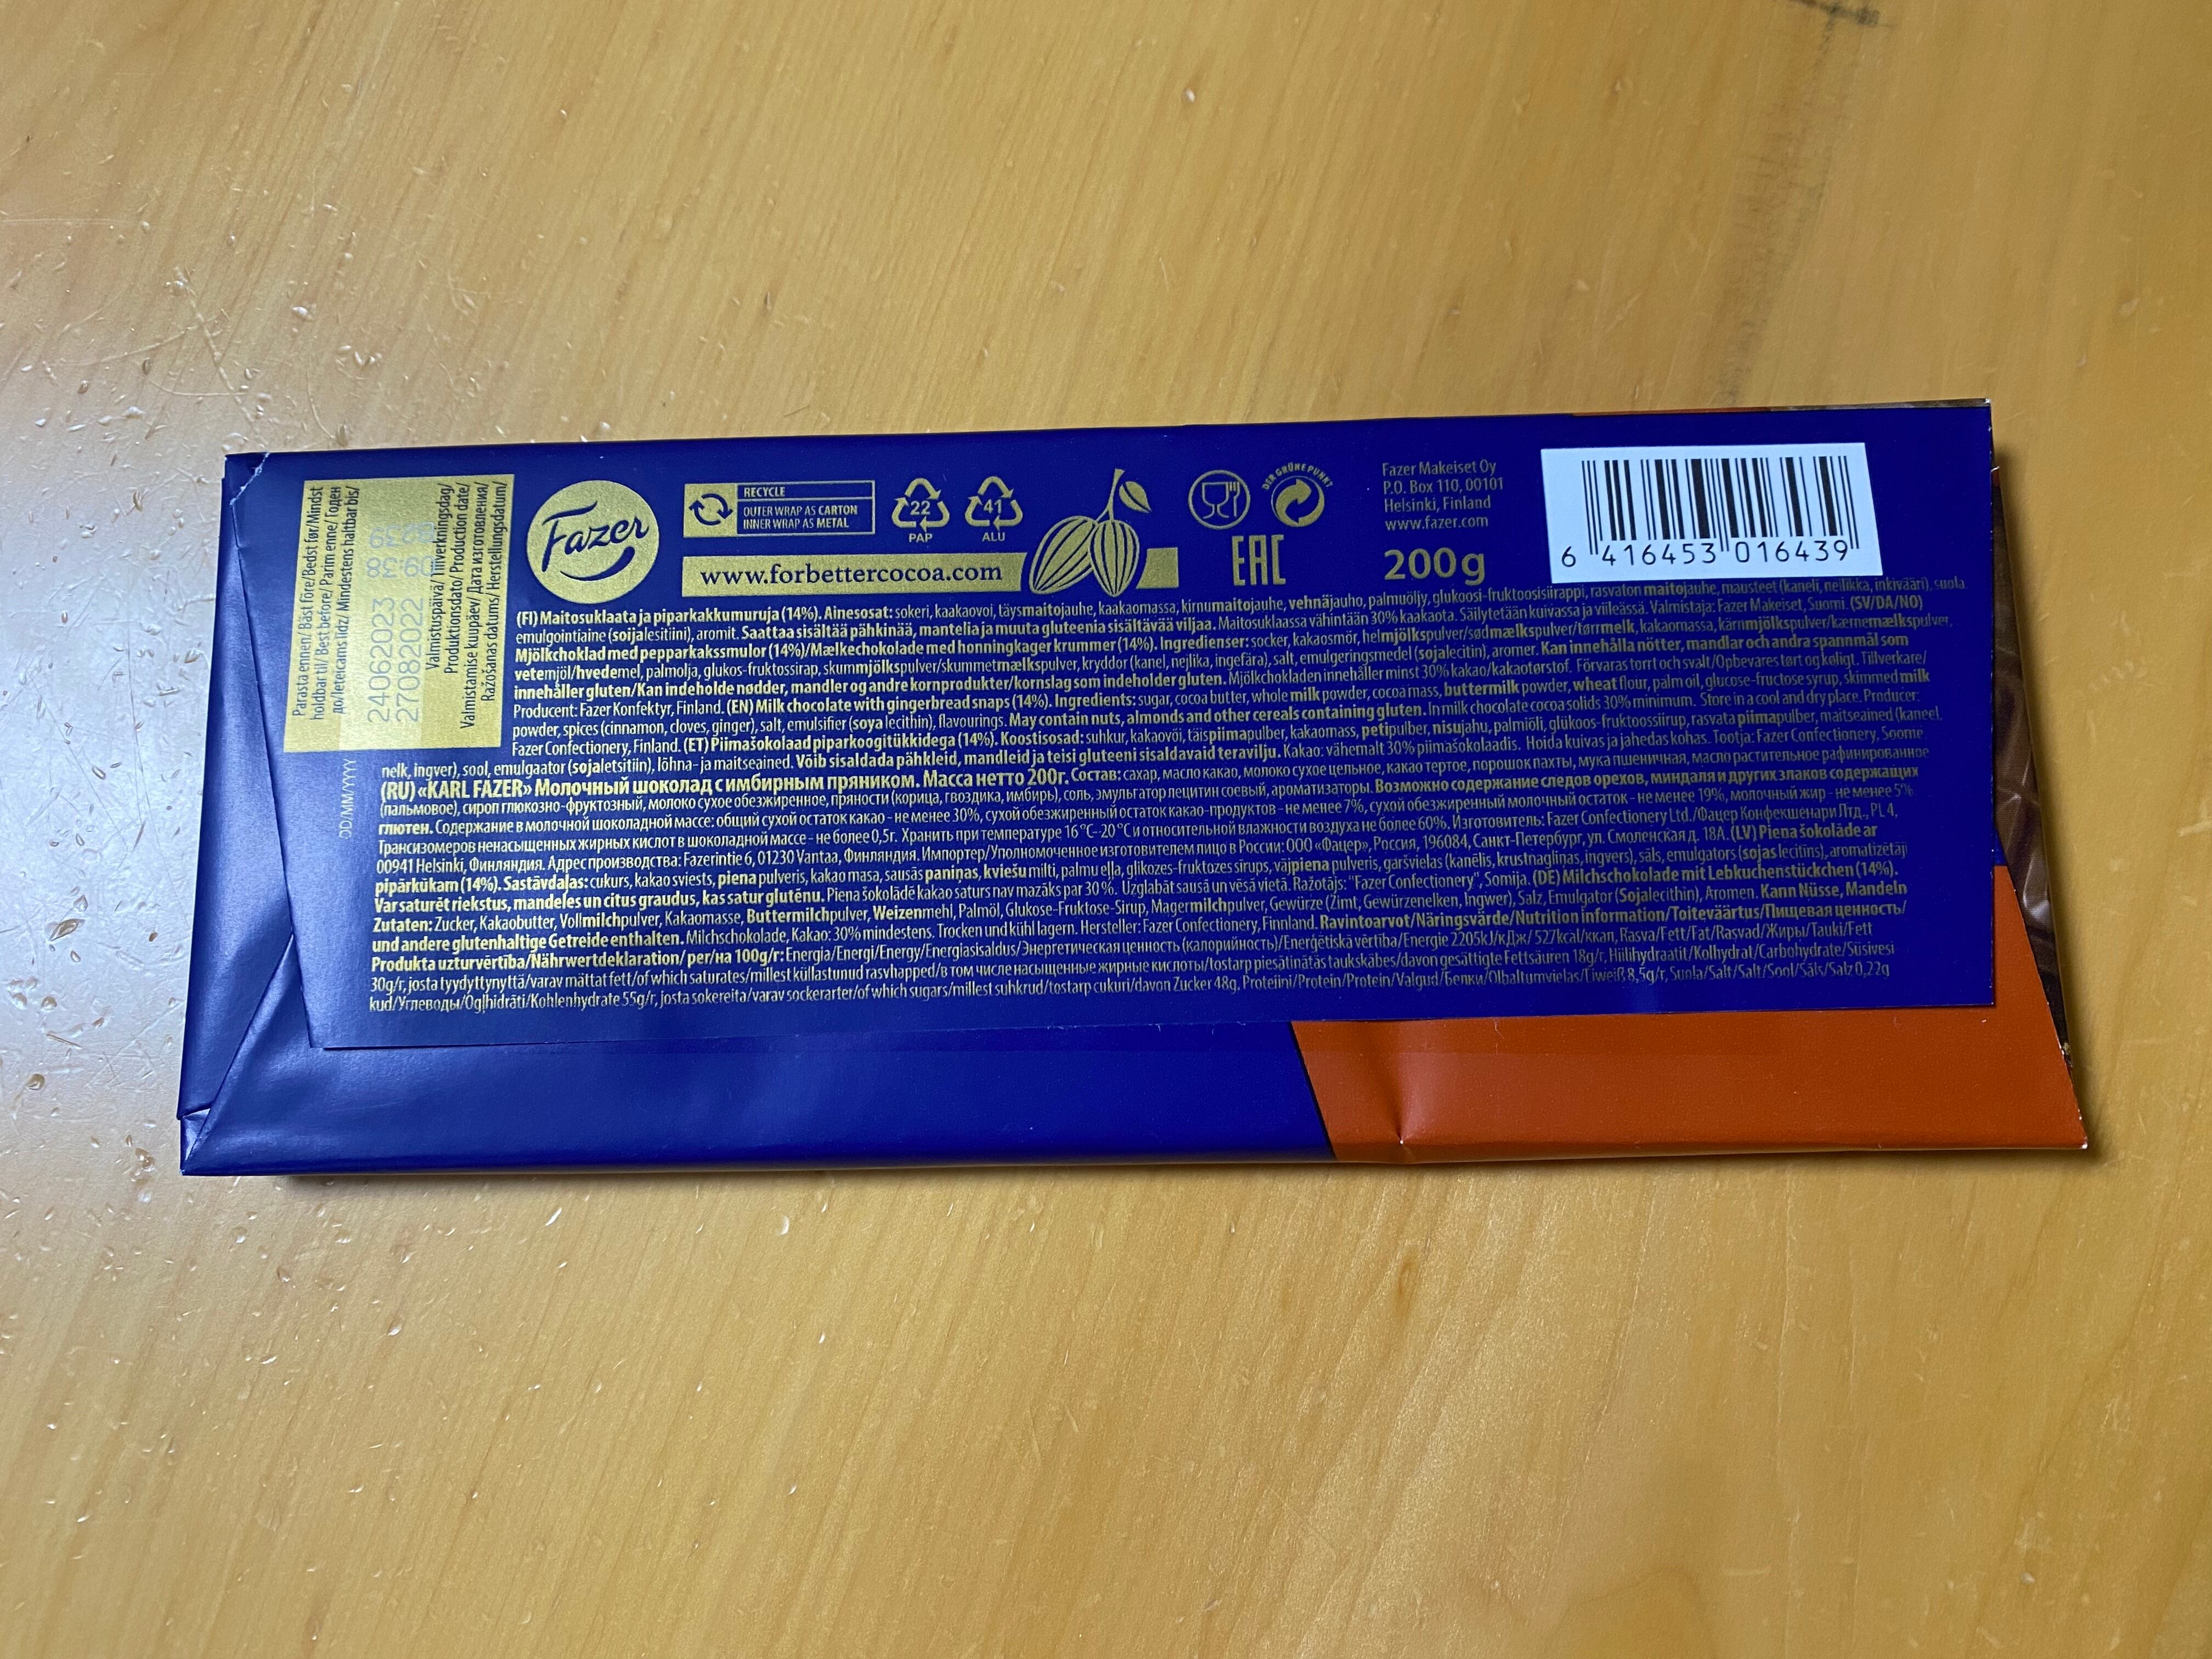 Parasta ennen/ Bäst före/Bedst før/Mindst
holdbar til/ Best before/ Parim enne/ Годен
до/Ieteicams līdz/ Mindestens haltbar bis/
24062023 09:38
27082022
Valmistuspäivä/ Tillverkningsdag/
Produktionsdato/ Production date/
Valmistamise kuupäev/ Дата изготовления/
Ražošanas datums/ Herstellungsdatum/
DD/MM/YYYY
Fazer
RECYCLE
OUTER WRAP AS CARTON
INNER WRAP AS METAL
22
PAP
41
ALU
www.forbettercocoa.com
DER GRÜNE PUNKT
EAC
Fazer Makeiset Oy
P.O. Box 110, 00101
Helsinki, Finland
www.fazer.com
200g
6 416453 016439
(FI) Maitosuklaata ja piparkakkumuruja (14%). Ainesosat: sokeri, kaakaovoi, täysmaitojauhe, kaakaomassa, kirnumaitojauhe, vehnäjauho, palmuöljy, glukoosi-fruktoosisiirappi, rasvaton maitojauhe, mausteet (kaneli, neilikka, inkivääri), suola
emulgointiaine (soijalesitiini), aromit. Saattaa sisältää pähkinää, mantelia ja muuta gluteenia sisältävää viljaa. Maitosuklaassa vähintään 30% kaakaota. Säilytetään kuivassa ja viileässä. Valmistaja: Fazer Makeiset, Suomi. (SV/DA/NO)
Mjölkchoklad med pepparkakssmulor (14%)/Mælkechokolade med honningkager krummer (14%). Ingredienser: socker, kakaosmör, helmjölkspulver/sødmælkspulver/tørrmelk, kakaomassa, kärnmjölkspulver/kærnemælkspulver,
vetemjöl/hvedemel, palmolja, glukos-fruktossirap, skummjölkspulver/skummetmælkspulver, kryddor (kanel, nejlika, ingefära), salt, emulgeringsmedel (sojalecitin), aromer. Kan innehålla nötter, mandlar och andra spannmål som
innehåller gluten/Kan indeholde nødder, mandler og andre kornprodukter/kornslag som indeholder gluten. Mjölkchokladen innehåller minst 30% kakao/kakaotørstof. Förvaras torrt och svalt/Opbevares tørt og køligt. Tillverkare/
Producent: Fazer Konfektyr, Finland. (EN) Milk chocolate with gingerbread snaps (14%). Ingredients: sugar, cocoa butter, whole milk powder, cocoa mass, buttermilk powder, wheat flour, palm oil, glucose-fructose syrup, skimmed milk
powder, spices (cinnamon, cloves, ginger), salt, emulsifier (soya lecithin), flavourings. May contain nuts, almonds and other cereals containing gluten. In milk chocolate cocoa solids 30% minimum. Store in a cool and dry place. Producer:
Fazer Confectionery, Finland. (ET) Piimašokolaad piparkoogitükkidega (14%). Koostisosad: suhkur, kakaovõi, täispiimapulber, kakaomass, petipulber, nisujahu, palmiõli, glükoos-fruktoossiirup, rasvata piimapulber, maitseained (kaneel,
nelk, ingver), sool, emulgaator (sojaletsitiin), lõhna- ja maitseained. Võib sisaldada pähkleid, mandleid ja teisi gluteeni sisaldavaid teravilju. Kakao: vähemalt 30% piimašokolaadis. Hoida kuivas ja jahedas kohas. Tootja: Fazer Confectionery, Soome
(RU) «KARL FAZER» Молочный шоколад с имбирным пряником. Масса нетто 200г. Состав: сахар, масло какао, молоко сухое цельное, какао тертое, порошок пахты, мука пшеничная, масло растительное рафинированное
(пальмовое), сироп глюкозно-фруктозный, молоко сухое обезжиренное, пряности (корица, гвоздика, имбирь), соль, эмульгатор лецитин соевый, ароматизаторы. Возможно содержание следов орехов, миндаля и других злаков содержащих
глютен. Содержание в молочной шоколадной массе: общий сухой остаток какао - не менее 30%, сухой обезжиренный остаток какао-продуктов - не менее 7%, сухой обезжиренный молочный остаток - не менее 19%, молочный жир - не менее 5%
Трансизомеров ненасыщенных жирных кислот в шоколадной массе - не более 0,5г. Хранить при температуре 16°C-20°C и относительной влажности воздуха не более 60%. Изготовитель: Fazer Confectionery Ltd./Фацер Конфекшенари Лтд., PL 4,
00941 Helsinki, Финляндия. Адрес производства: Fazerintie 6, 01230 Vantaa, Финляндия. Импортер/Уполномоченное изготовителем лицо в России: ООО «Фацер», Россия, 196084, Санкт-Петербург, ул. Смоленская д. 18А. (LV) Piena šokolāde ar
piparkūkām (14%). Sastāvdaļas: cukurs, kakao sviests, piena pulveris, kakao masa, sausās paniņas, kviešu milti, palmu eļļa, glikozes-fruktozes sīrups, vājpiena pulveris, garšvielas (kanēlis, krustnagliņas, ingvers), sāls, emulgators (sojas lecitīns), aromatizētāji
Var saturēt riekstus, mandeles un citus graudus, kas satur glutēnu. Piena šokolādē kakao saturs nav mazāks par 30%. Uzglabāt sausā un vēsā vietā. Ražotājs: "Fazer Confectionery", Somija. (DE) Milchschokolade mit Lebkuchenstückchen (14%).
Zutaten: Zucker, Kakaobutter, Vollmilchpulver, Kakaomasse, Buttermilchpulver, Weizenmehl, Palmöl, Glukose-Fruktose-Sirup, Magermilchpulver, Gewürze (Zimt, Gewürzenelken, Ingwer), Salz, Emulgator (Sojalecithin), Aromen. Kann Nüsse, Mandeln
und andere glutenhaltige Getreide enthalten. Milchschokolade, Kakao: 30% mindestens. Trocken und kühl lagern. Hersteller: Fazer Confectionery, Finnland. Ravintoarvot/Näringsvärde/Nutrition information/Toiteväärtus/Пищевая ценность/
Produkta uzturvērtība/Nährwertdeklaration/ per/на 100g/г: Energia/Energi/Energy/Energiasisaldus/Энергетическая ценность (калорийность)/Enerģētiskā vērtība/Energie 2205kJ/кДж/ 527kcal/ккал, Rasva/Fett/Fat/Rasvad/Жиры/Tauki/Fett
30g/г, josta tyydyttynyttä/varav mättat fett/of which saturates/millest küllastunud rasvhapped/в том числе насыщенные жирные кислоты/tostarp piesātinātās taukskābes/davon gesättigte Fettsäuren 18g/г, Hiilihydraatit/Kolhydrat/Carbohydrate/Süsivesi
kud/Углеводы/Ogļhidrāti/Kohlenhydrate 55g/г, josta sokereita/varav sockerarter/of which sugars/millest suhkrud/tostarp cukuri/davon Zucker 48g, Proteiini/Protein/Protein/Valgud/Белки/Olbaltumvielas/Eiweiß 8,5g/г, Suola/Salt/Salt/Sool/Sāls/Salz 0,22g